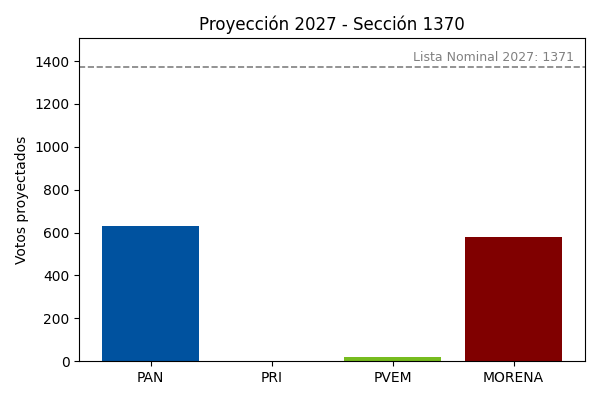 Proyección 2027 - Sección 1370
Lista Nominal 2027: 1371
Votos proyectados
1400
1200
1000
800
600
400
200
0
PAN PRI PVEM MORENA